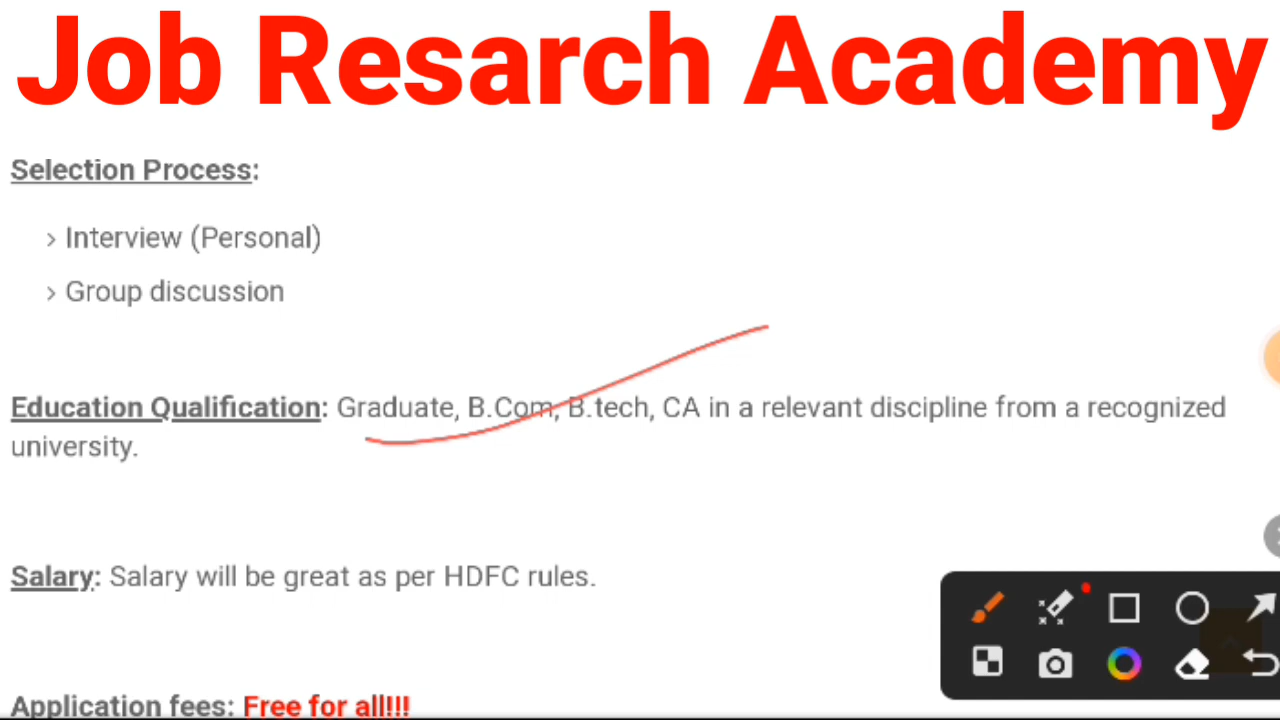 Job Resarch Academy
Selection Process:
Interview (Personal)
Group discussion
Education Qualification: Graduate, B.Com, B.tech, CA in a relevant discipline from a recognized
university.
Salary: Salary will be great as per HDFC rules.
Application fees: Free for all!!!